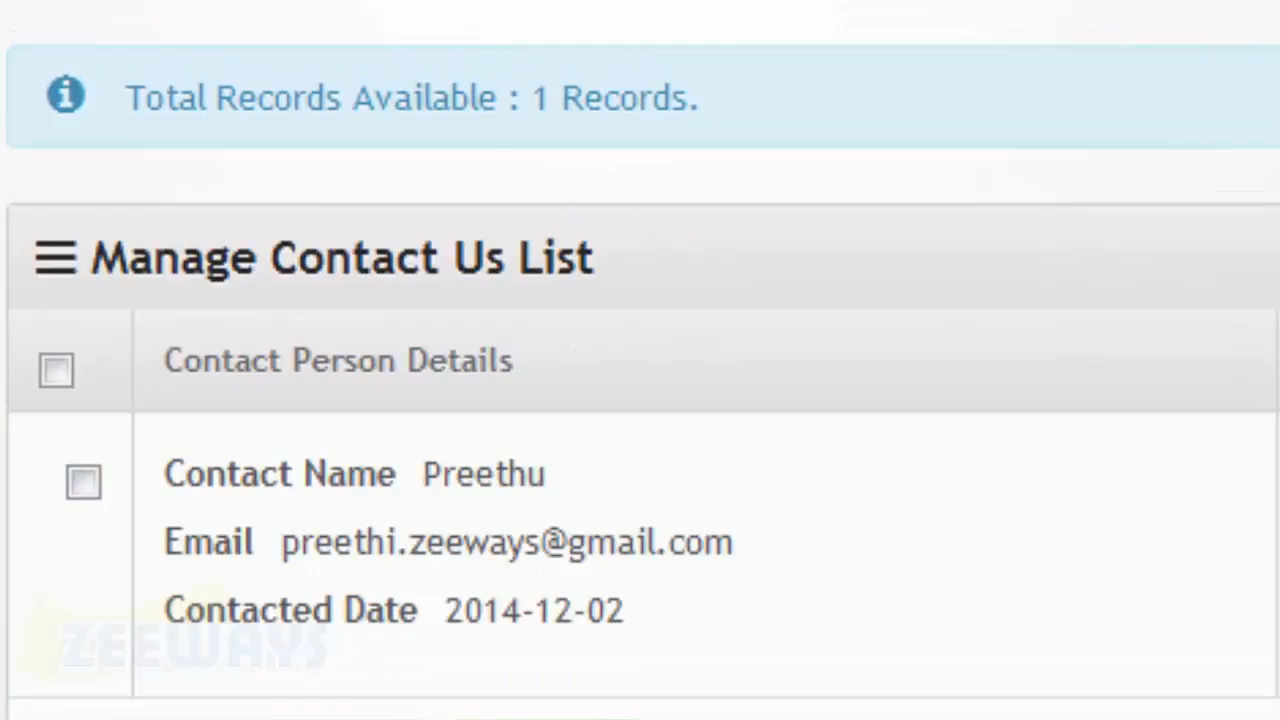 Total Records Available : 1 Records.
Manage Contact Us List
Contact Person Details
Contact Name Preethu
Email preethi.zeeways@gmail.com
Contacted Date 2014-12-02
ZEEWAYS